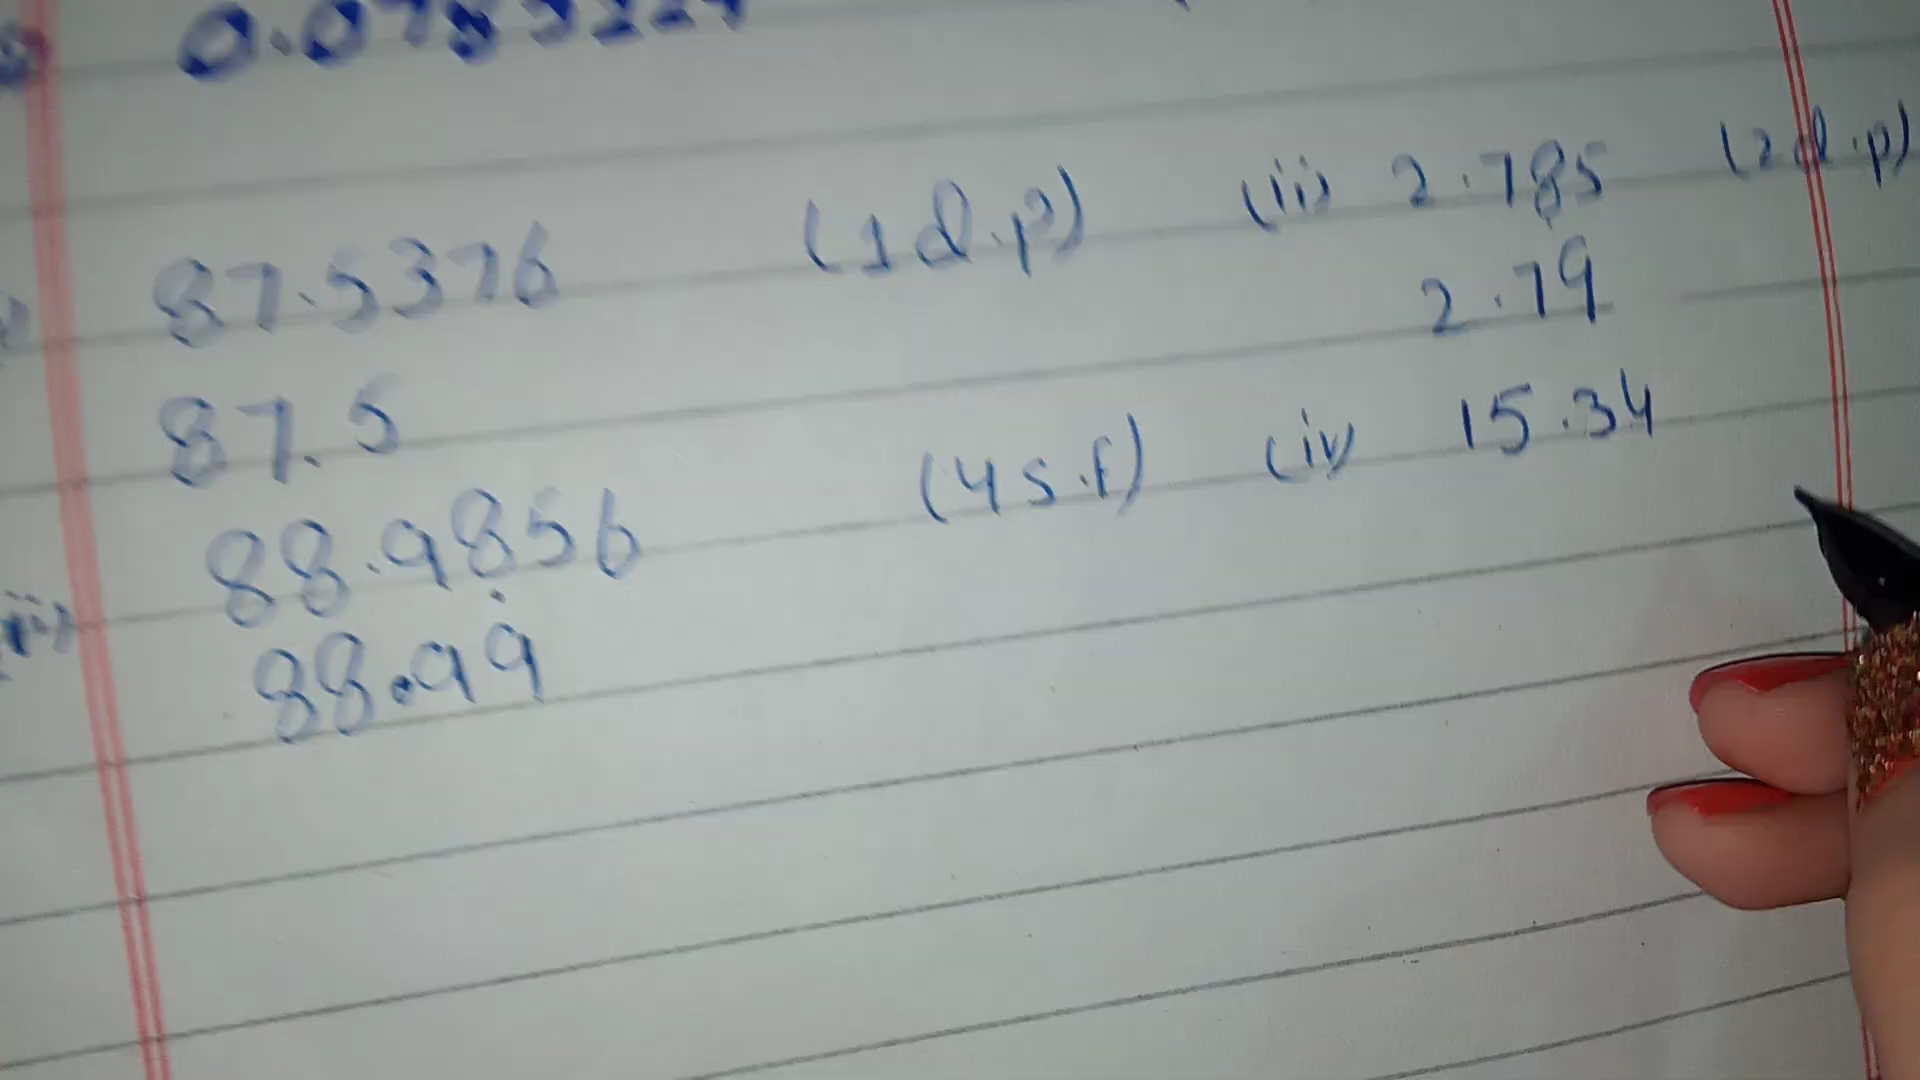 87.5376 (1 d.p) (ii) 2.785 (2 d.p)
87.5 2.79
(iii) 88.9856 (4 s.f) (iv) 15.34
88.99